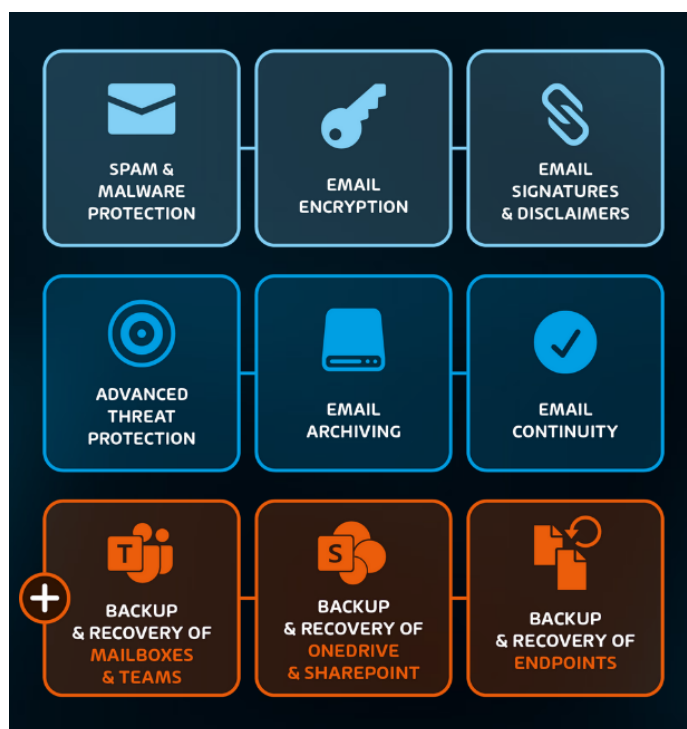 SPAM &
MALWARE
PROTECTION
EMAIL
ENCRYPTION
EMAIL
SIGNATURES
& DISCLAIMERS
ADVANCED
THREAT
PROTECTION
EMAIL
ARCHIVING
EMAIL
CONTINUITY
+
T
BACKUP
& RECOVERY OF
MAILBOXES
& TEAMS
S
BACKUP
& RECOVERY OF
ONEDRIVE
& SHAREPOINT
BACKUP
& RECOVERY OF
ENDPOINTS